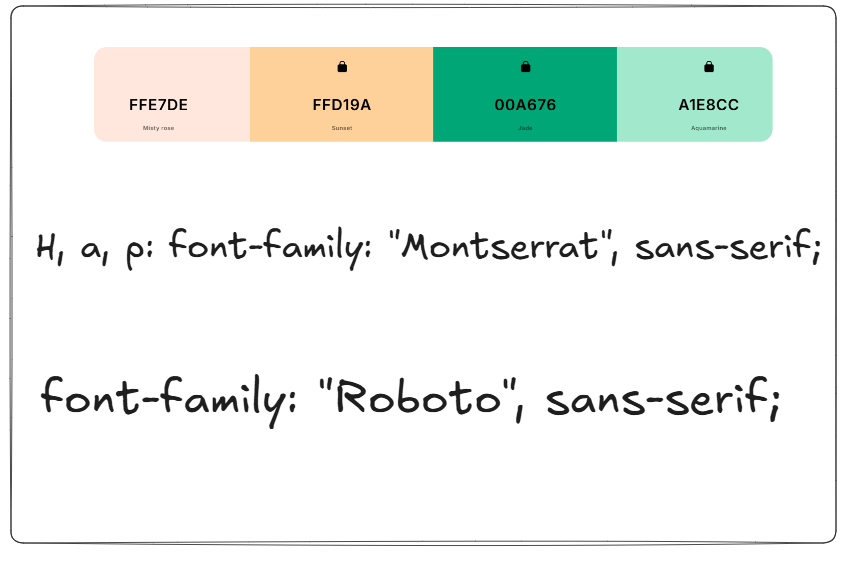 FFE7DE FFD19A 00A676 A1E8CC
Misty rose Sunset Jade Aquamarine
H, a, p: font-family: "Montserrat", sans-serif;
font-family: "Roboto", sans-serif;